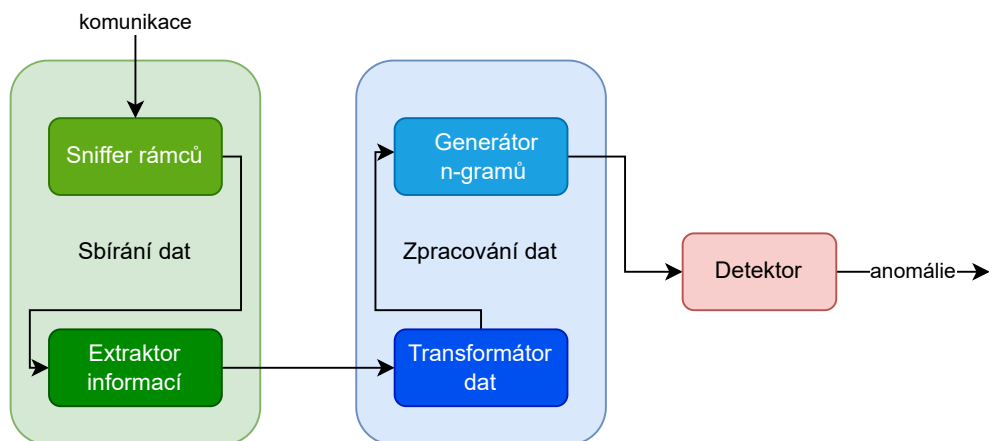 komunikace
Sniffer rámců
Sbírání dat
Extraktor
informací
Generátor
n-gramů
Zpracování dat
Transformátor
dat
Detektor
anomálie